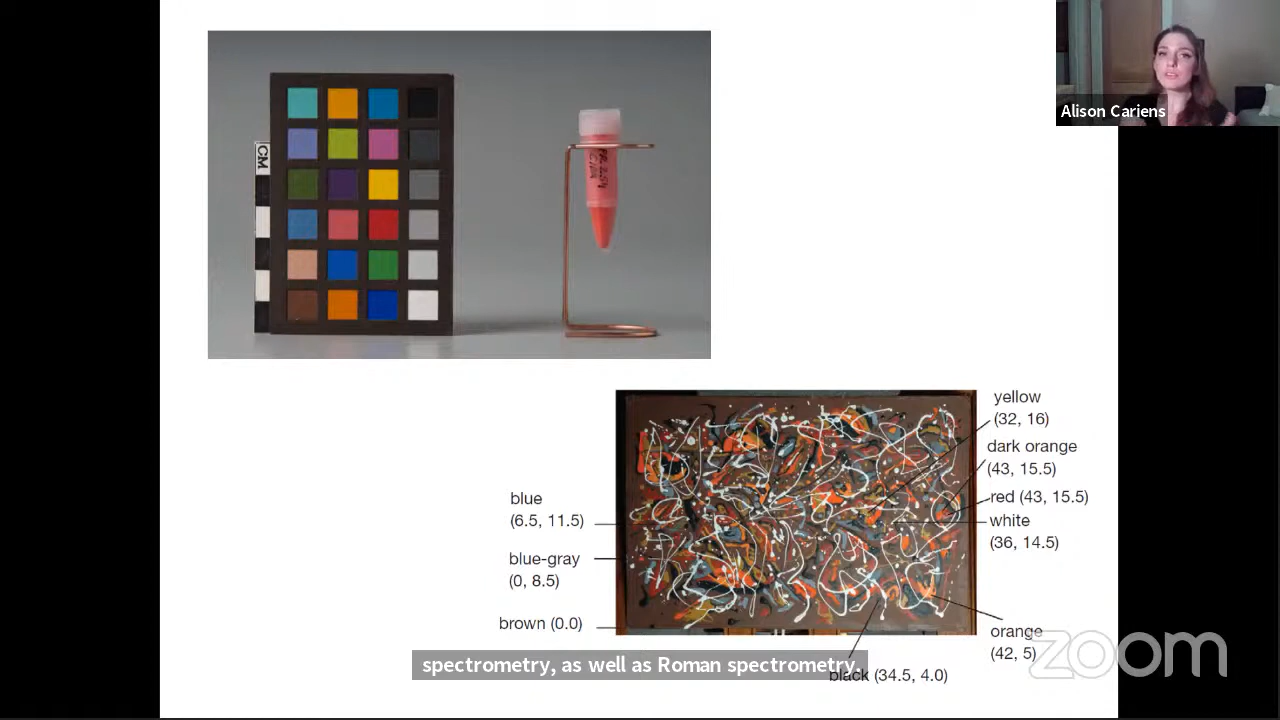 Alison Cariens
CM
yellow
(32, 16)
dark orange
(43, 15.5)
red (43, 15.5)
blue
(6.5, 11.5)
white
(36, 14.5)
blue-gray
(0, 8.5)
brown (0.0)
orange
(42, 5)
spectrometry, as well as Roman spectrometry.
black (34.5, 4.0)
zoom